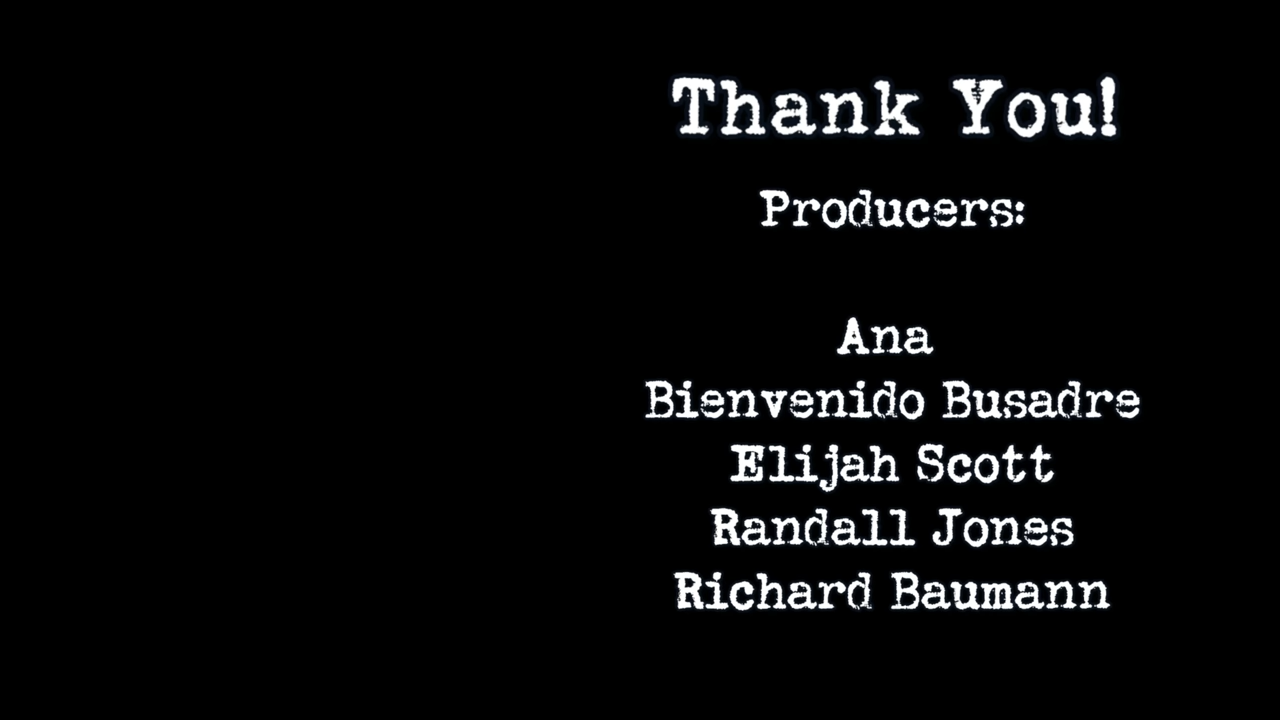 Thank You!
Producers:
Ana
Bienvenido Busadre
Elijah Scott
Randall Jones
Richard Baumann